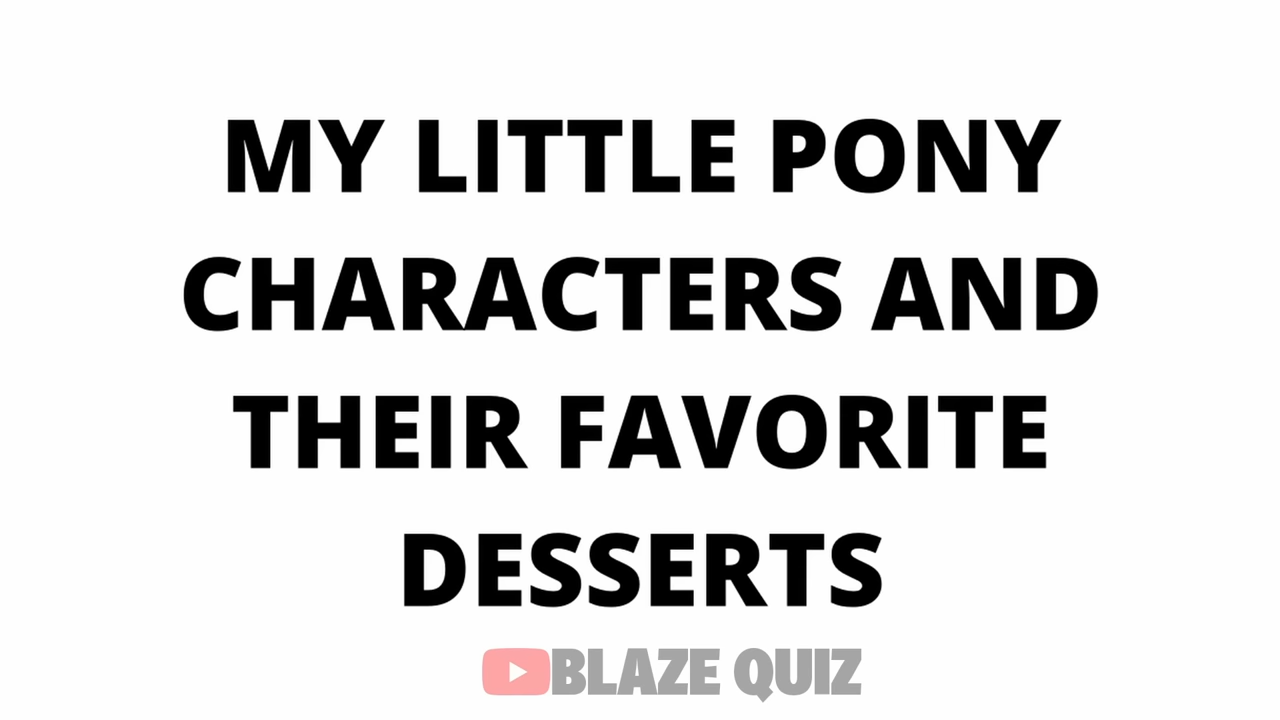 MY LITTLE PONY
CHARACTERS AND
THEIR FAVORITE
DESSERTS
BLAZE QUIZ